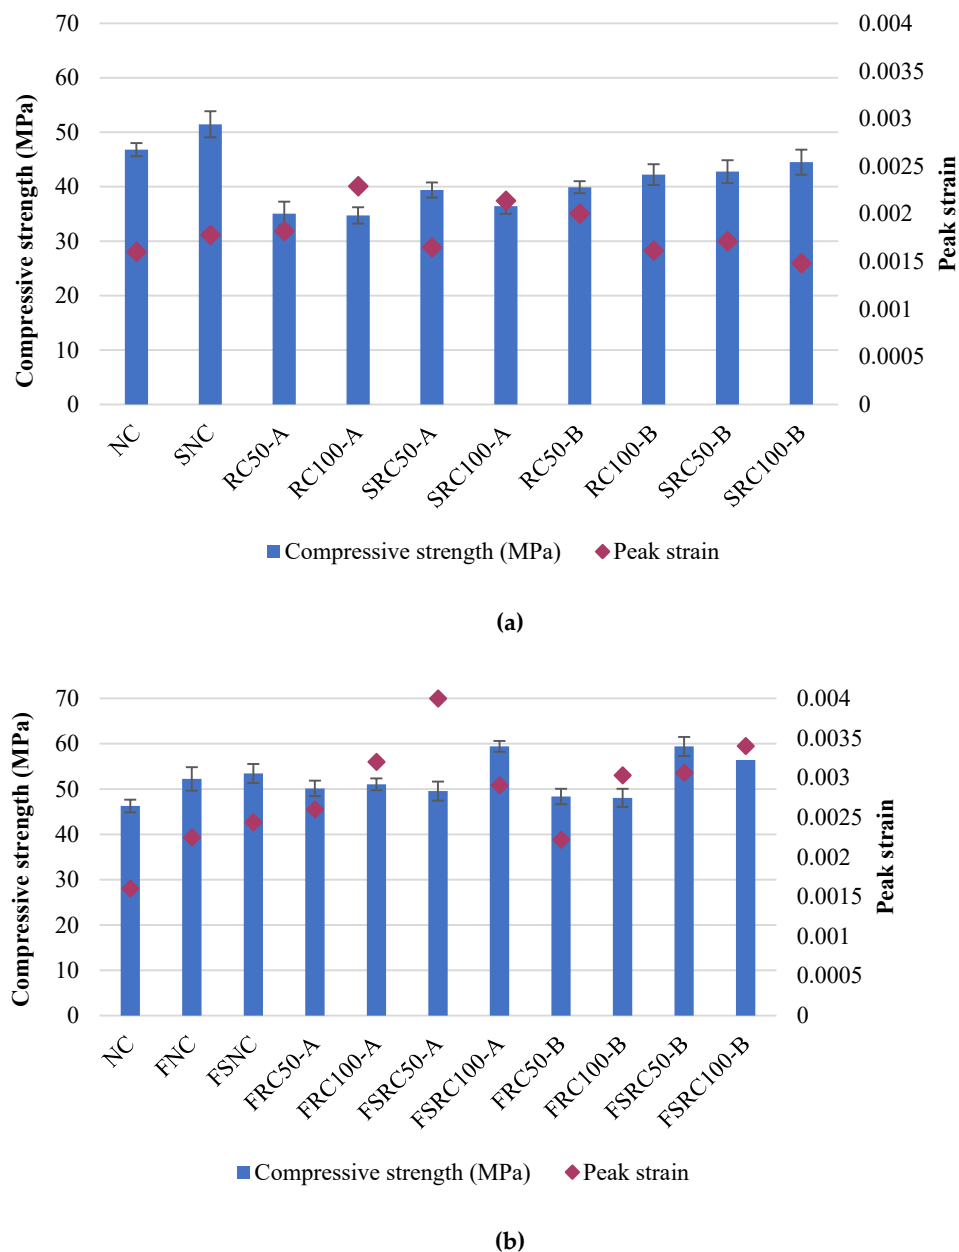 70
60
50
40
30
20
10
0
Compressive strength (MPa)
0.004
0.0035
0.003
0.0025
0.002
0.0015
0.001
0.0005
0
Peak strain
NC
SNC
RC50-A
RC100-A
SRC50-A
SRC100-A
RC50-B
RC100-B
SRC50-B
SRC100-B
Compressive strength (MPa)
Peak strain
(a)
70
60
50
40
30
20
10
0
Compressive strength (MPa)
0.004
0.0035
0.003
0.0025
0.002
0.0015
0.001
0.0005
0
Peak strain
NC
FNC
FSNC
FRC50-A
FRC100-A
FSRC50-A
FSRC100-A
FRC50-B
FRC100-B
FSRC50-B
FSRC100-B
Compressive strength (MPa)
Peak strain
(b)